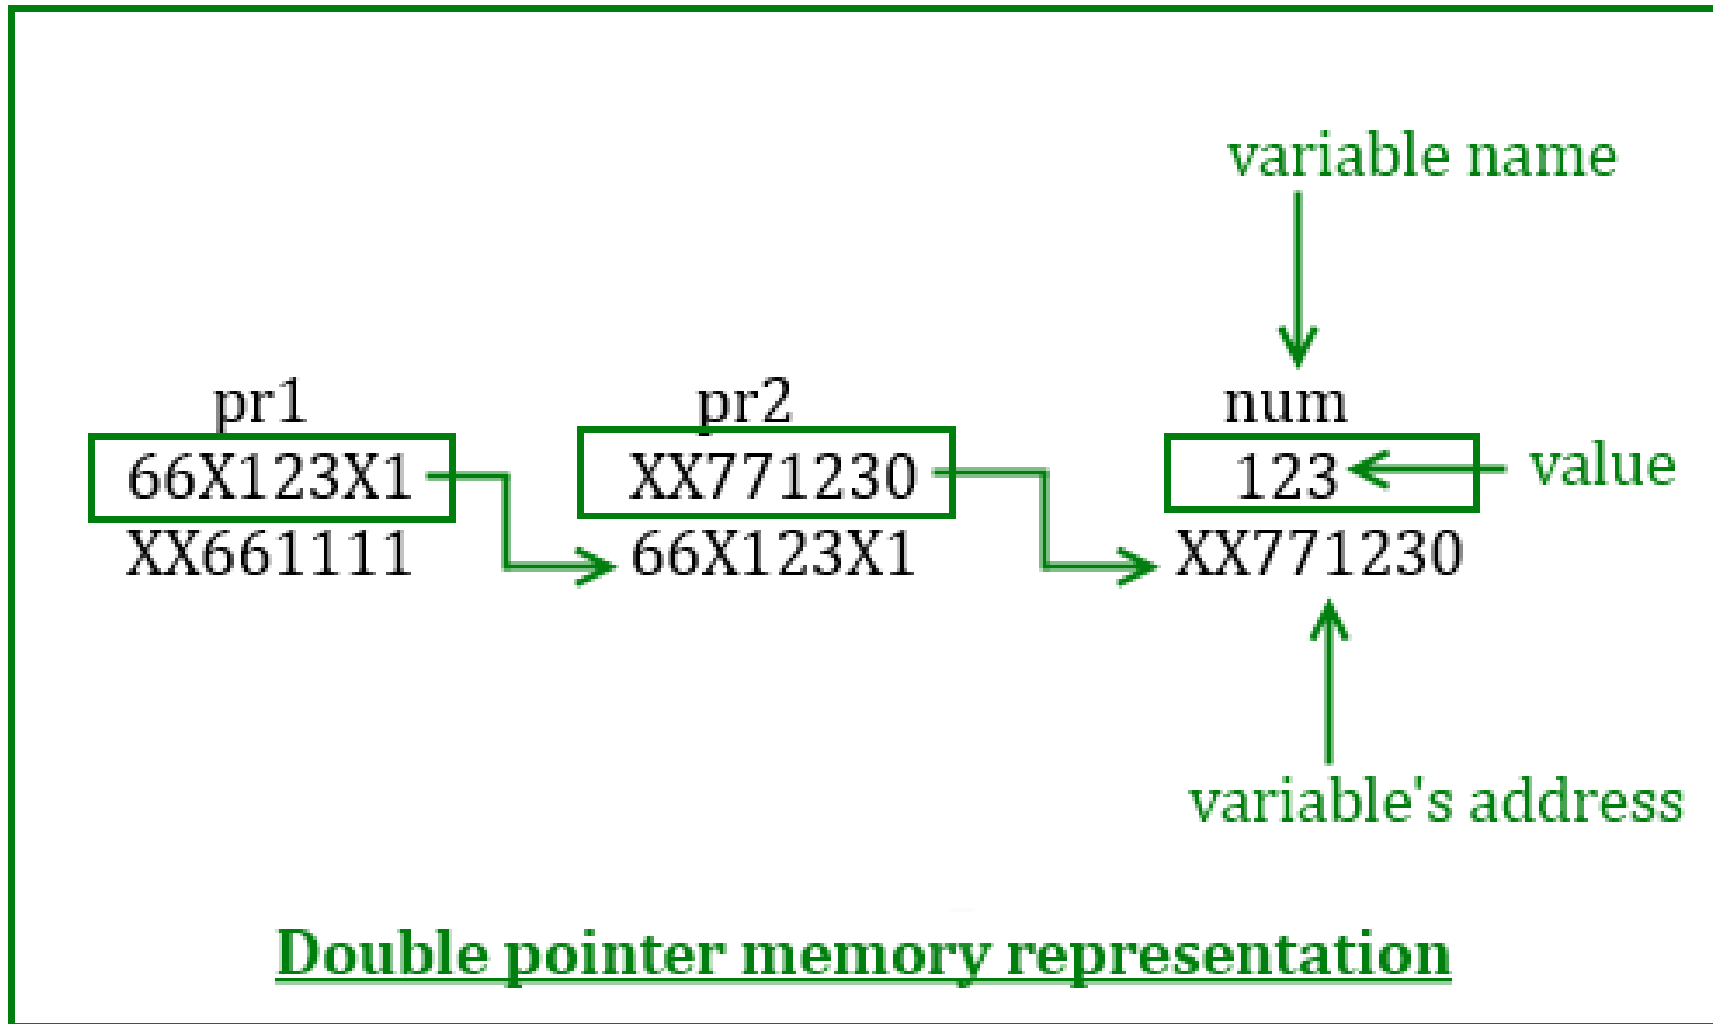 variable name
pr1 pr2 num
66X123X1 XX771230 123 value
XX661111 66X123X1 XX771230
variable's address
Double pointer memory representation